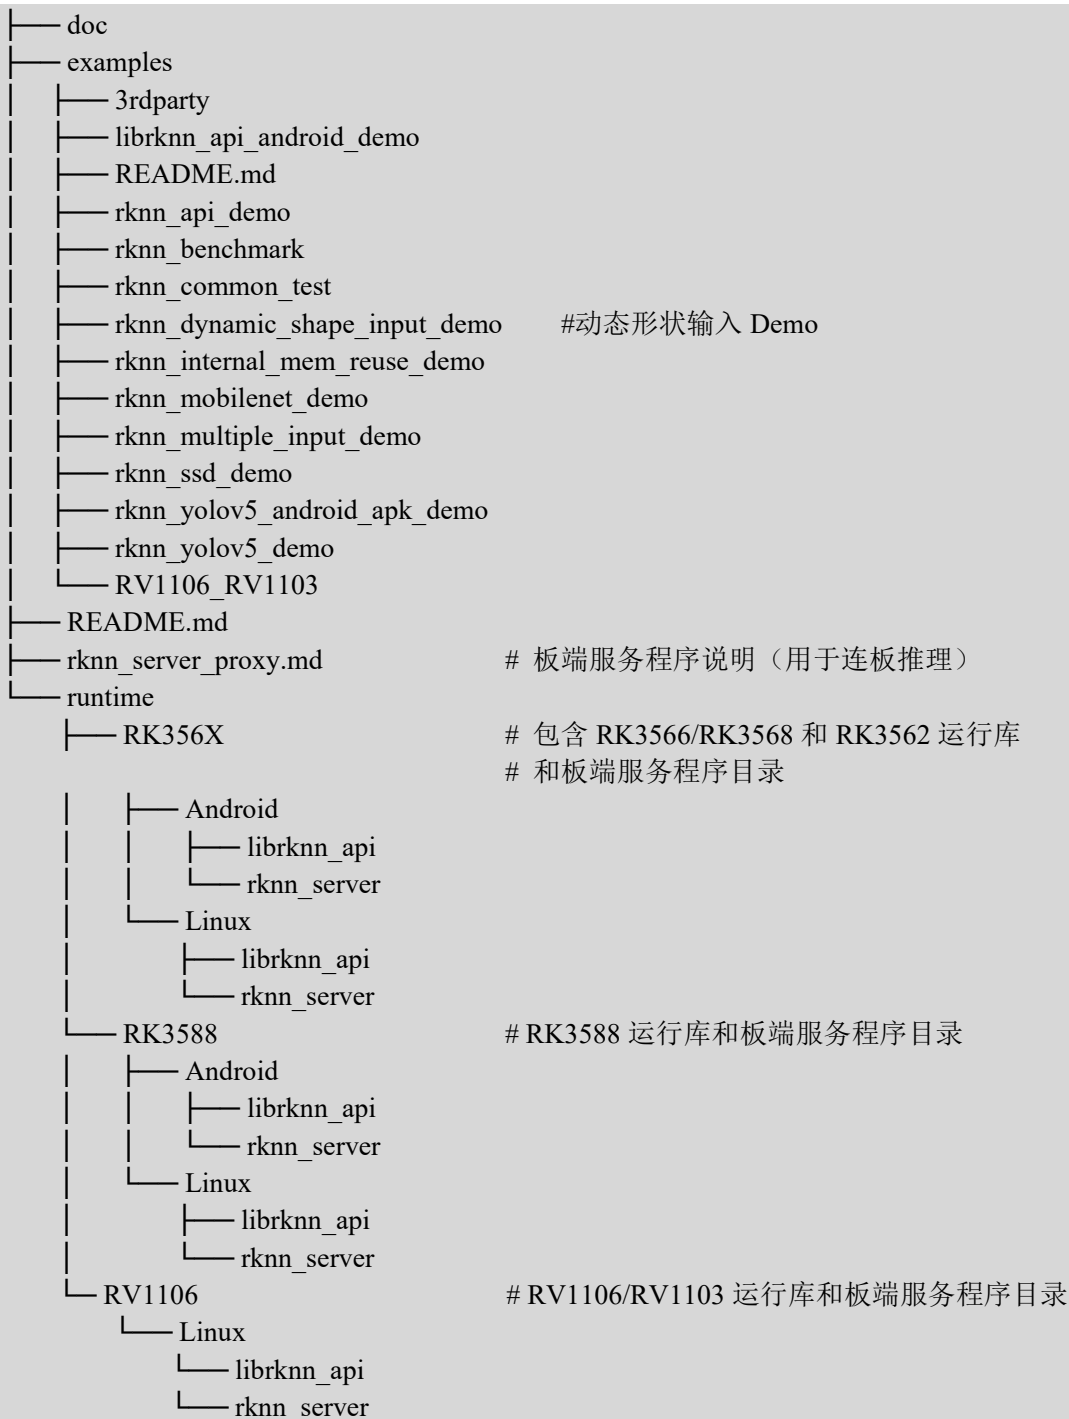 ├── doc
├── examples
│   ├── 3rdparty
│   ├── librknn_api_android_demo
│   ├── README.md
│   ├── rknn_api_demo
│   ├── rknn_benchmark
│   ├── rknn_common_test
│   ├── rknn_dynamic_shape_input_demo    #动态形状输入 Demo
│   ├── rknn_internal_mem_reuse_demo
│   ├── rknn_mobilenet_demo
│   ├── rknn_multiple_input_demo
│   ├── rknn_ssd_demo
│   ├── rknn_yolov5_android_apk_demo
│   ├── rknn_yolov5_demo
│   └── RV1106_RV1103
├── README.md
├── rknn_server_proxy.md    # 板端服务程序说明（用于连板推理）
└── runtime
    ├── RK356X    # 包含 RK3566/RK3568 和 RK3562 运行库
    # 和板端服务程序目录
    │   ├── Android
    │   │   ├── librknn_api
    │   │   └── rknn_server
    │   └── Linux
    │       ├── librknn_api
    │       └── rknn_server
    └── RK3588    # RK3588 运行库和板端服务程序目录
    │   ├── Android
    │   │   ├── librknn_api
    │   │   └── rknn_server
    │   └── Linux
    │       ├── librknn_api
    │       └── rknn_server
    └── RV1106    # RV1106/RV1103 运行库和板端服务程序目录
        └── Linux
            └── librknn_api
            └── rknn_server